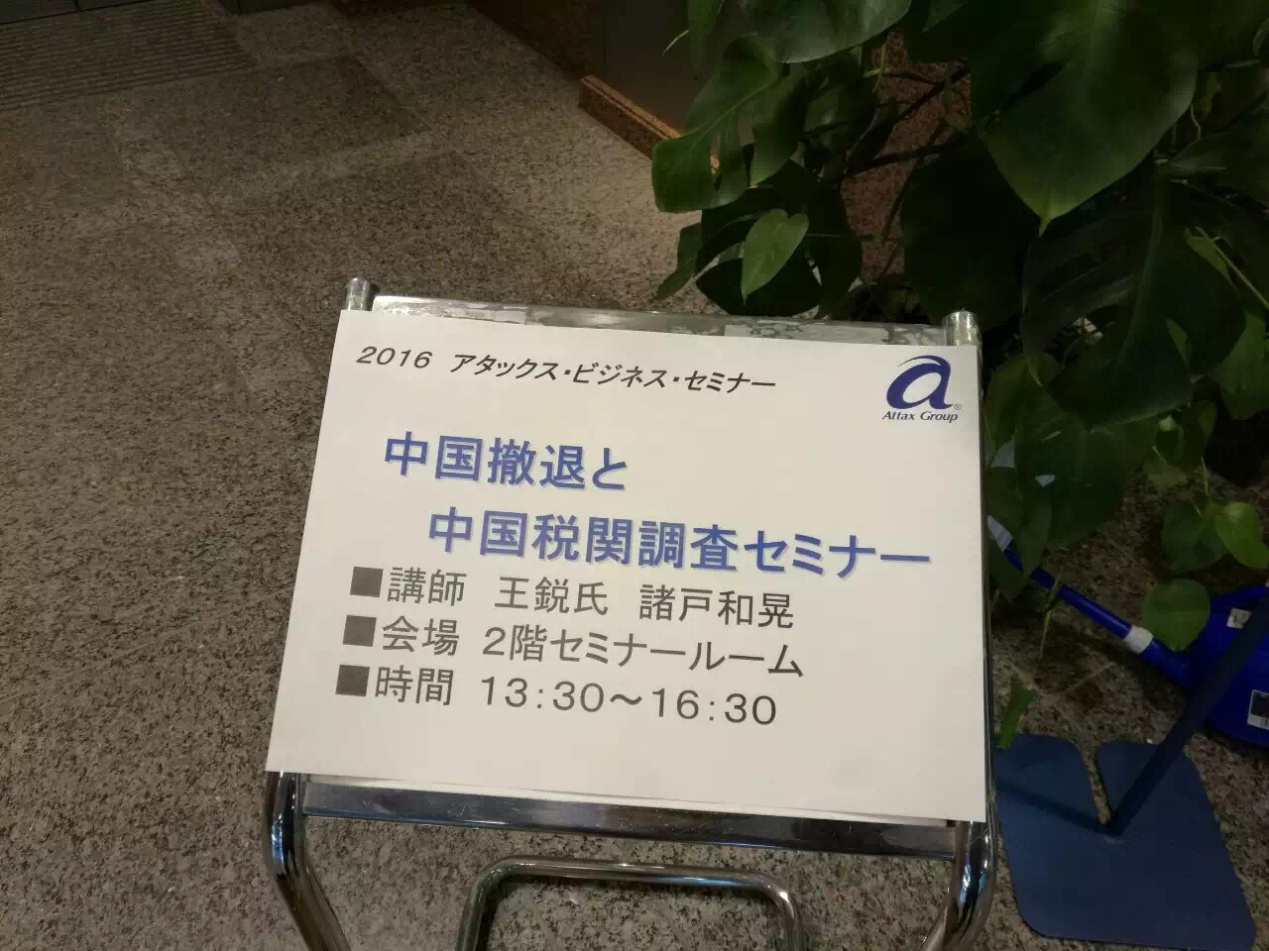 2016 アタックス・ビジネス・セミナー
a
Attax Group®
中国撤退と
中国税関調査セミナー
■講師 王鋭氏 諸戸和晃
■会場 2階セミナールーム
■時間 13:30～16:30